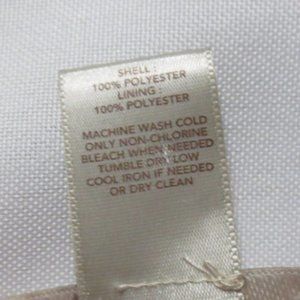 SHELL :
100% POLYESTER
LINING :
100% POLYESTER
MACHINE WASH COLD
ONLY NON-CHLORINE
BLEACH WHEN NEEDED
TUMBLE DRY LOW
COOL IRON IF NEEDED
OR DRY CLEAN